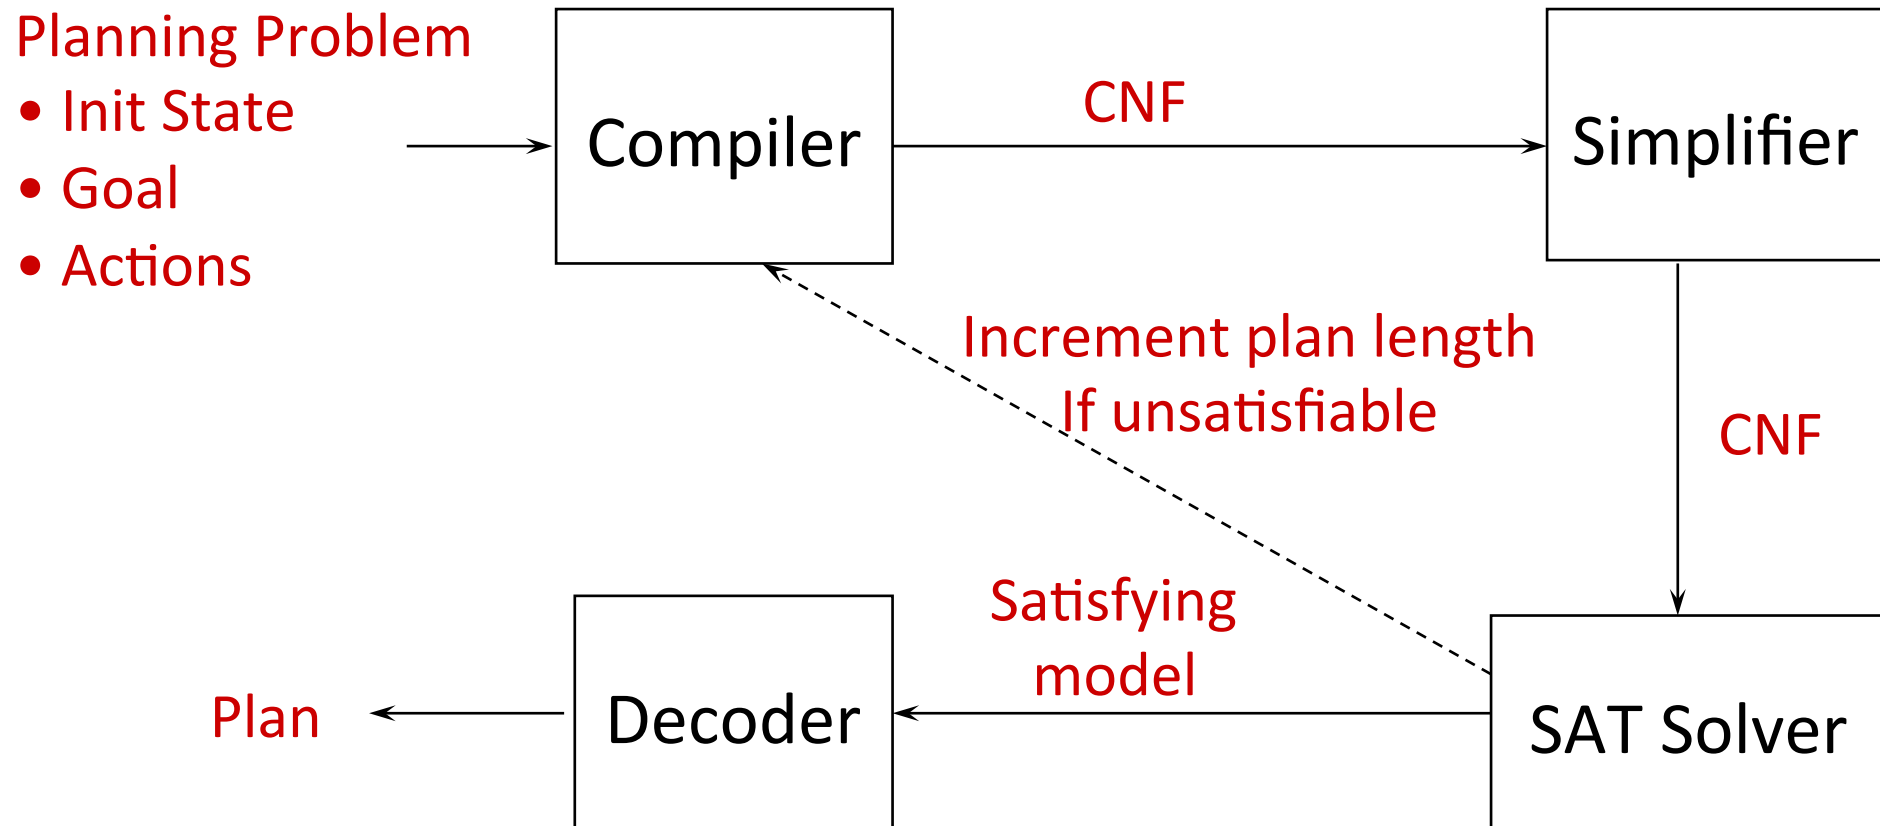 Planning Problem
• Init State
• Goal
• Actions
Compiler
CNF
Simplifier
Increment plan length
If unsatisfiable
CNF
Satisfying
model
Plan
Decoder
SAT Solver